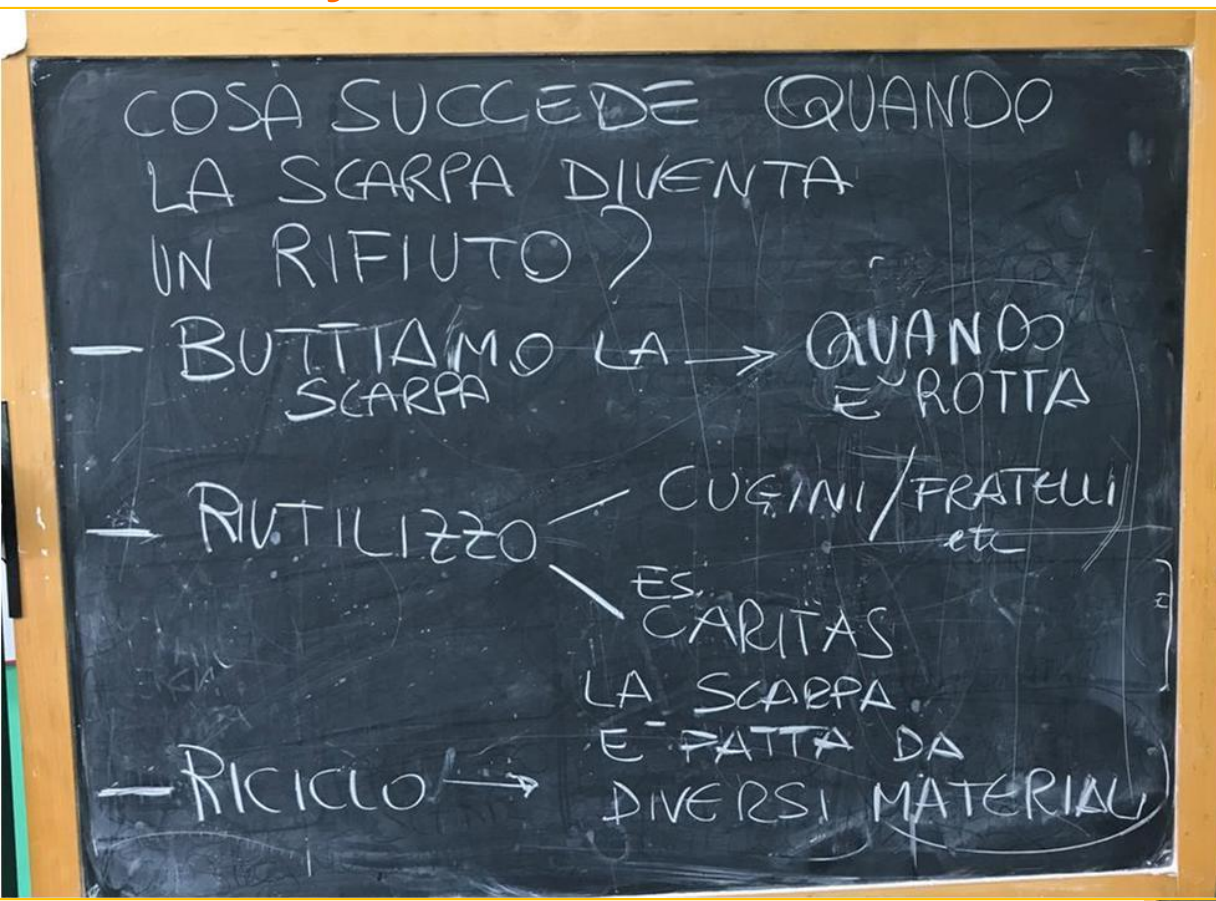 COSA SUCCEDE QUANDO
LA SCARPA DIVENTA
UN RIFIUTO?
— BUTTIAMO LA → QUANDO
SCARPA E' ROTTA
— RIUTILIZZO
CUGINI/FRATELLI
etc
ES.
CARITAS
— RICICLO →
LA SCARPA
E' FATTA DA
DIVERSI MATERIALI